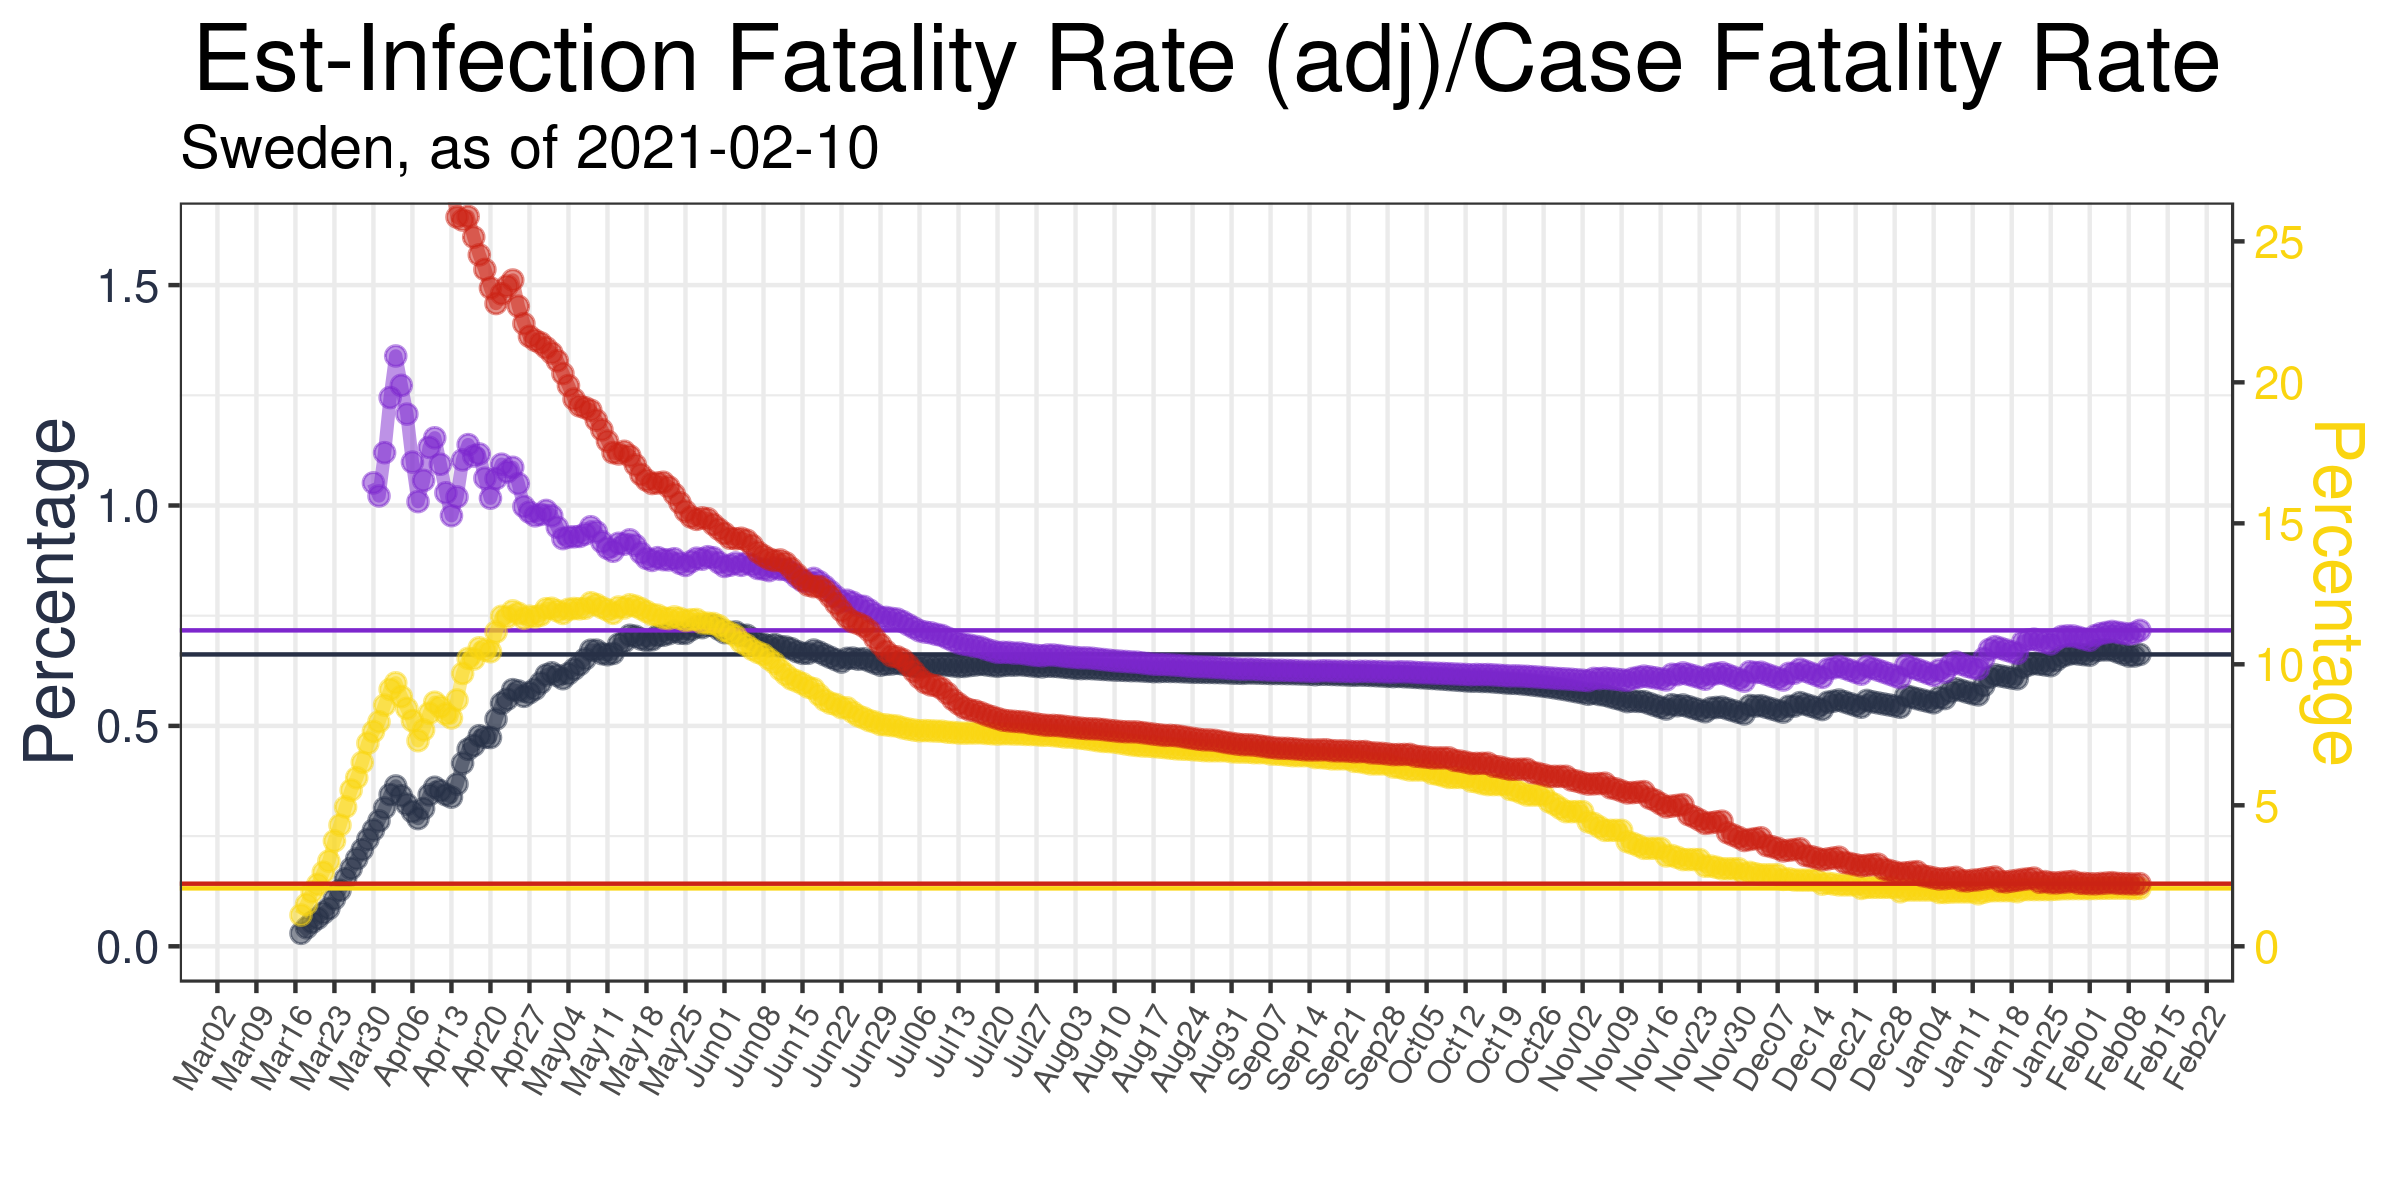 Est-Infection Fatality Rate (adj)/Case Fatality Rate
Sweden, as of 2021-02-10
Percentage
1.5
1.0
0.5
0.0
25
20
15
10
5
0
Percentage
Mar02
Mar09
Mar16
Mar23
Mar30
Apr06
Apr13
Apr20
Apr27
May04
May11
May18
May25
Jun01
Jun08
Jun15
Jun22
Jun29
Jul06
Jul13
Jul20
Jul27
Aug03
Aug10
Aug17
Aug24
Aug31
Sep07
Sep14
Sep21
Sep28
Oct05
Oct12
Oct19
Oct26
Nov02
Nov09
Nov16
Nov23
Nov30
Dec07
Dec14
Dec21
Dec28
Jan04
Jan11
Jan18
Jan25
Feb01
Feb08
Feb15
Feb22